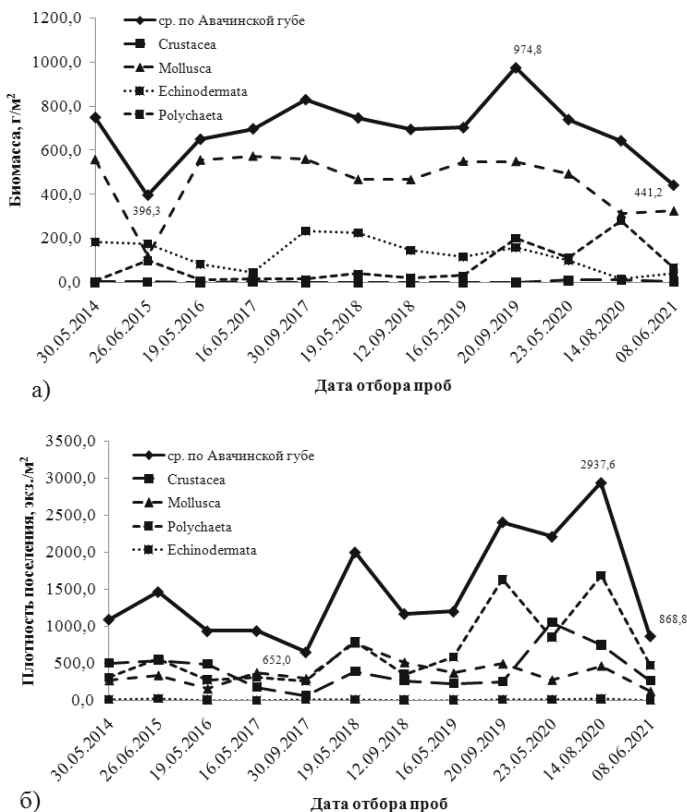 1200,0
1000,0
800,0
600,0
400,0
200,0
0,0
Биомасса, г/м²
ср. по Авачинской губе
Crustacea
Mollusca
Echinodermata
Polychaeta
974,8
396,3
441,2
30.05.2014
26.06.2015
19.05.2016
16.05.2017
30.09.2017
19.05.2018
12.09.2018
16.05.2019
20.09.2019
23.05.2020
14.08.2020
08.06.2021
а)
Дата отбора проб
3500,0
3000,0
2500,0
2000,0
1500,0
1000,0
500,0
0,0
Плотность поселения, экз./м²
ср. по Авачинской губе
Crustacea
Mollusca
Polychaeta
Echinodermata
2937,6
652,0
868,8
30.05.2014
26.06.2015
19.05.2016
16.05.2017
30.09.2017
19.05.2018
12.09.2018
16.05.2019
20.09.2019
23.05.2020
14.08.2020
08.06.2021
б)
Дата отбора проб